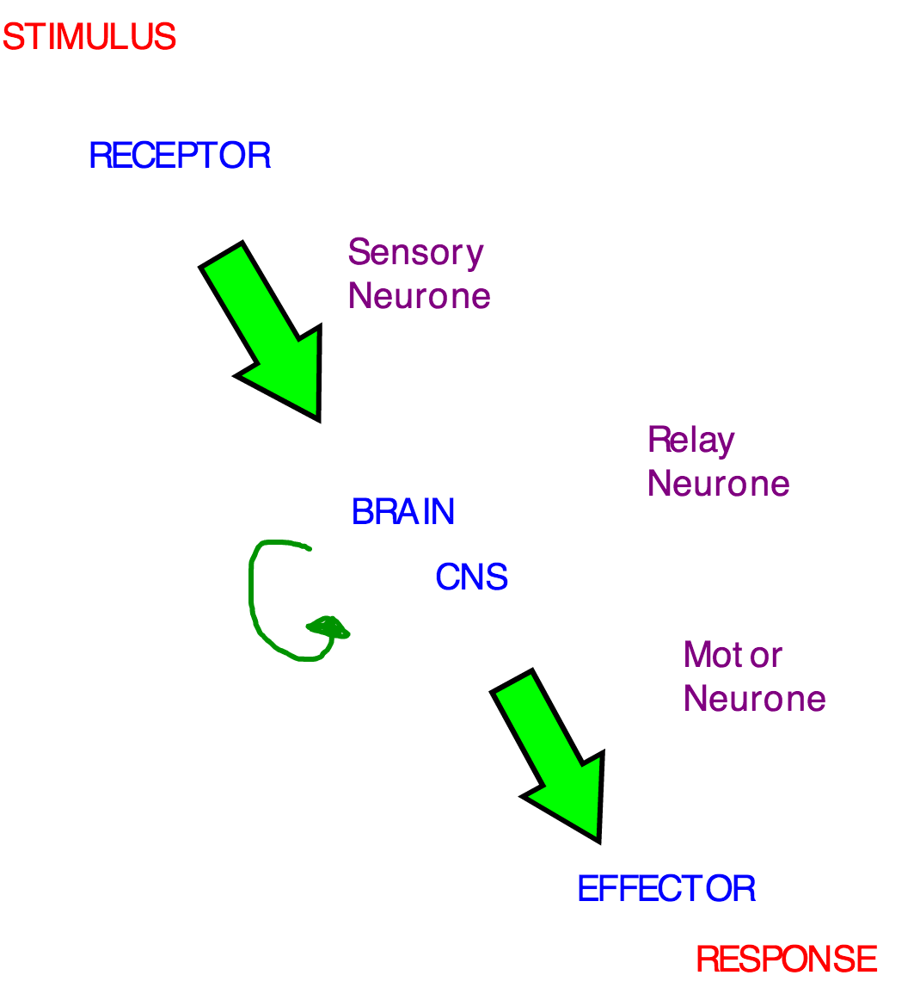 STIMULUS
RECEPTOR
Sensory
Neurone
Relay
Neurone
BRAIN
CNS
Motor
Neurone
EFFECTOR
RESPONSE